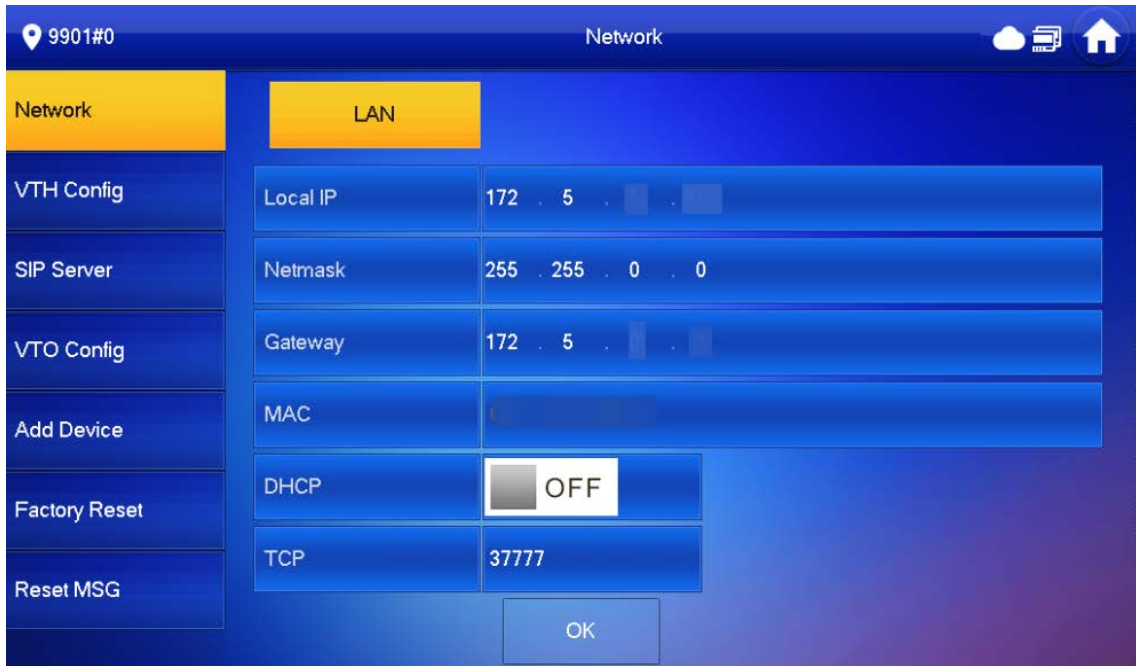 9901#0
Network
Network
LAN
VTH Config
Local IP
172 . 5 . .
SIP Server
Netmask
255 . 255 . 0 . 0
VTO Config
Gateway
172 . 5 . .
Add Device
MAC
Factory Reset
DHCP
OFF
TCP
37777
Reset MSG
OK